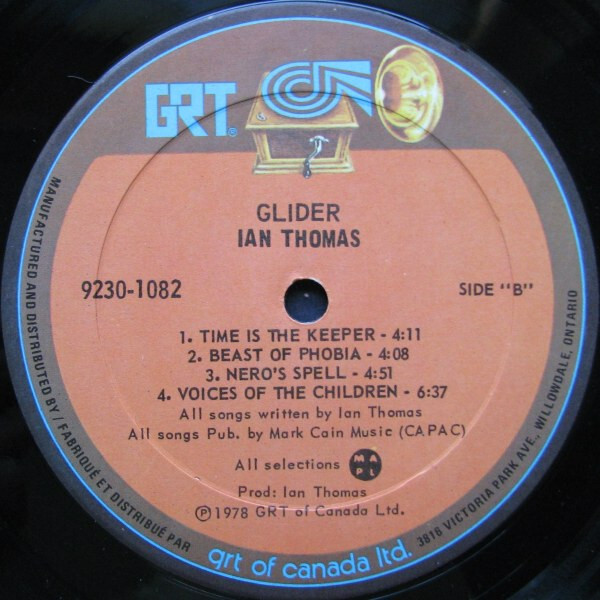 GRT®
GLIDER
IAN THOMAS
9230-1082
SIDE "B"
1. TIME IS THE KEEPER - 4:11
2. BEAST OF PHOBIA - 4:08
3. NERO'S SPELL - 4:51
4. VOICES OF THE CHILDREN - 6:37
All songs written by Ian Thomas
All songs Pub. by Mark Cain Music (CAPAC)
All selections MAPL
Prod: Ian Thomas
℗ 1978 GRT of Canada Ltd.
MANUFACTURED AND DISTRIBUTED BY / FABRIQUÉ ET DISTRIBUÉ PAR
grt of canada ltd.
3816 VICTORIA PARK AVE., WILLOWDALE, ONTARIO